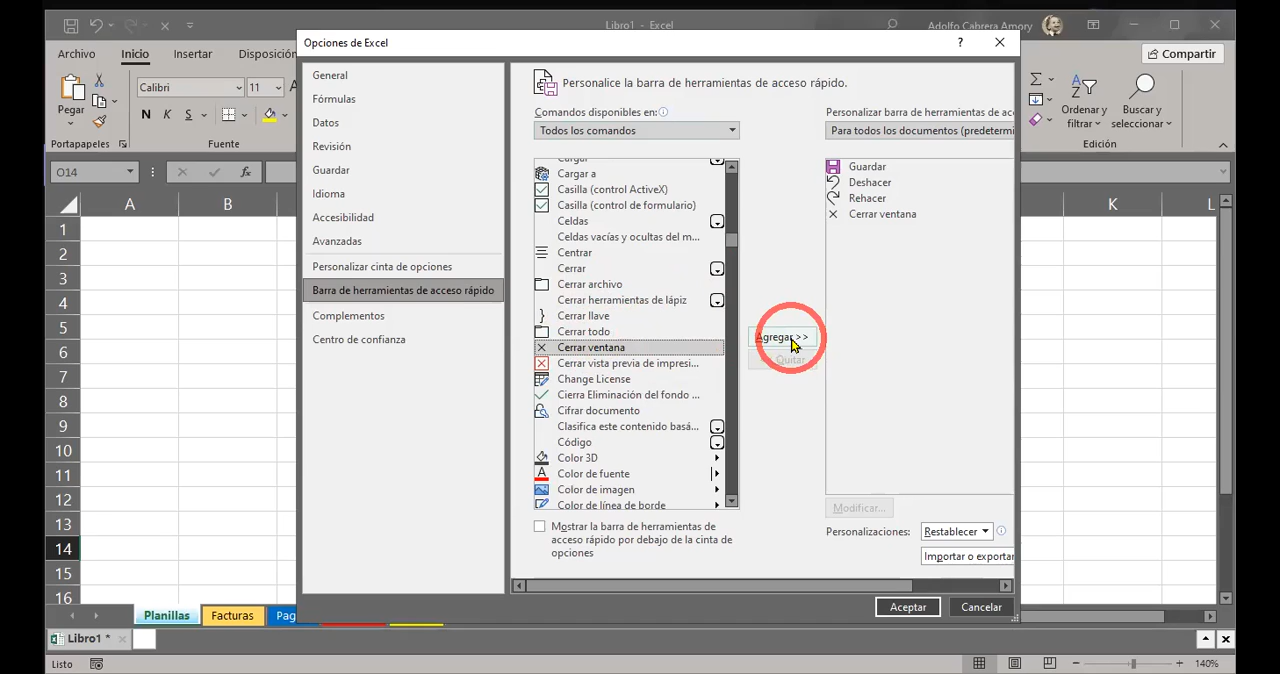 Libro1 - Excel
Adolfo Cabrera Amory
Archivo
Inicio
Insertar
Disposición
Compartir
Pegar
Calibri
11
N K S
Portapapeles
Fuente
Ordenar y
filtrar
Buscar y
seleccionar
Edición
O14
fx
A B K L
1
2
3
4
5
6
7
8
9
10
11
12
13
14
15
16
Opciones de Excel
?
General
Fórmulas
Datos
Revisión
Guardar
Idioma
Accesibilidad
Avanzadas
Personalizar cinta de opciones
Barra de herramientas de acceso rápido
Complementos
Centro de confianza
Personalice la barra de herramientas de acceso rápido.
Comandos disponibles en:
Todos los comandos
Cargar
Cargar a
Casilla (control ActiveX)
Casilla (control de formulario)
Celdas
Celdas vacías y ocultas del m...
Centrar
Cerrar
Cerrar archivo
Cerrar herramientas de lápiz
Cerrar llave
Cerrar todo
Cerrar ventana
Cerrar vista previa de impresi...
Change License
Cierra Eliminación del fondo ...
Cifrar documento
Clasifica este contenido basá...
Código
Color 3D
Color de fuente
Color de imagen
Color de línea de borde
Mostrar la barra de herramientas de
acceso rápido por debajo de la cinta de
opciones
Agregar >>
Quitar
Personalizar barra de herramientas de acces
Para todos los documentos (predetermi
Guardar
Deshacer
Rehacer
Cerrar ventana
Modificar...
Personalizaciones:
Restablecer
Importar o exportar
Aceptar
Cancelar
Planillas
Facturas
Pag
Libro1 *
Listo
140%